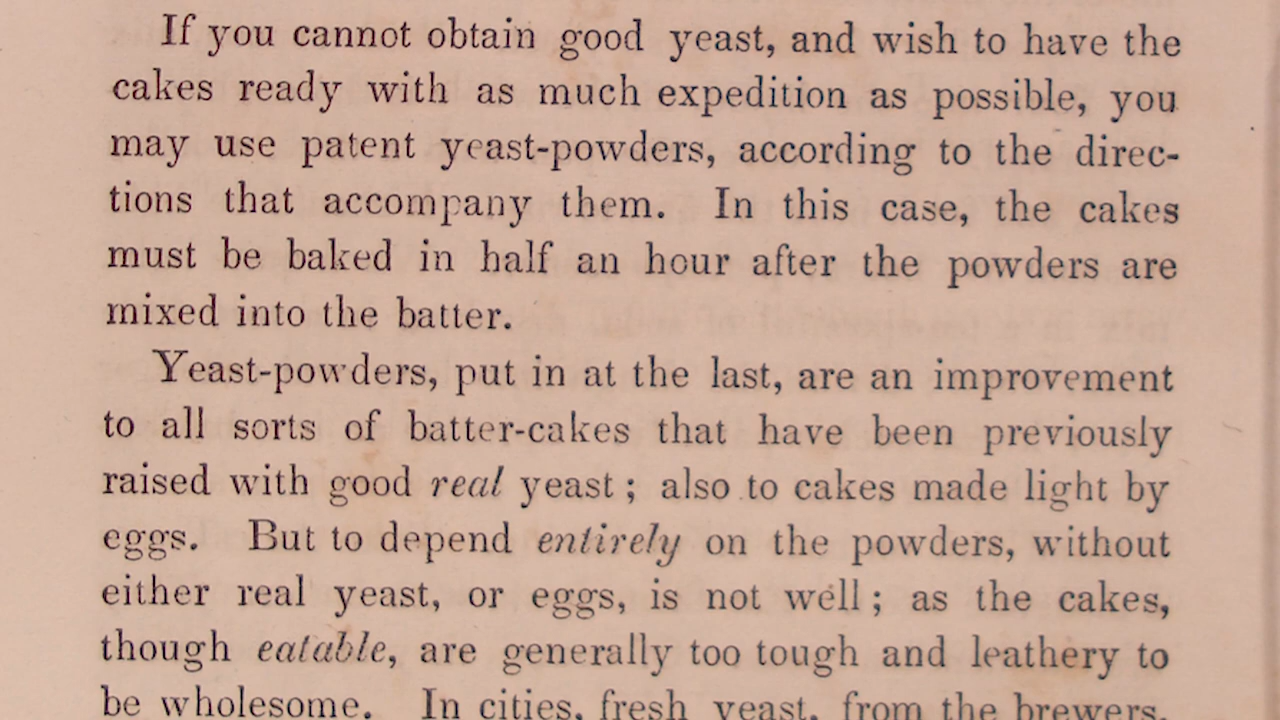 If you cannot obtain good yeast, and wish to have the
cakes ready with as much expedition as possible, you
may use patent yeast-powders, according to the direc-
tions that accompany them. In this case, the cakes
must be baked in half an hour after the powders are
mixed into the batter.
Yeast-powders, put in at the last, are an improvement
to all sorts of batter-cakes that have been previously
raised with good real yeast; also to cakes made light by
eggs. But to depend entirely on the powders, without
either real yeast, or eggs, is not well; as the cakes,
though eatable, are generally too tough and leathery to
be wholesome. In cities, fresh yeast, from the brewers,